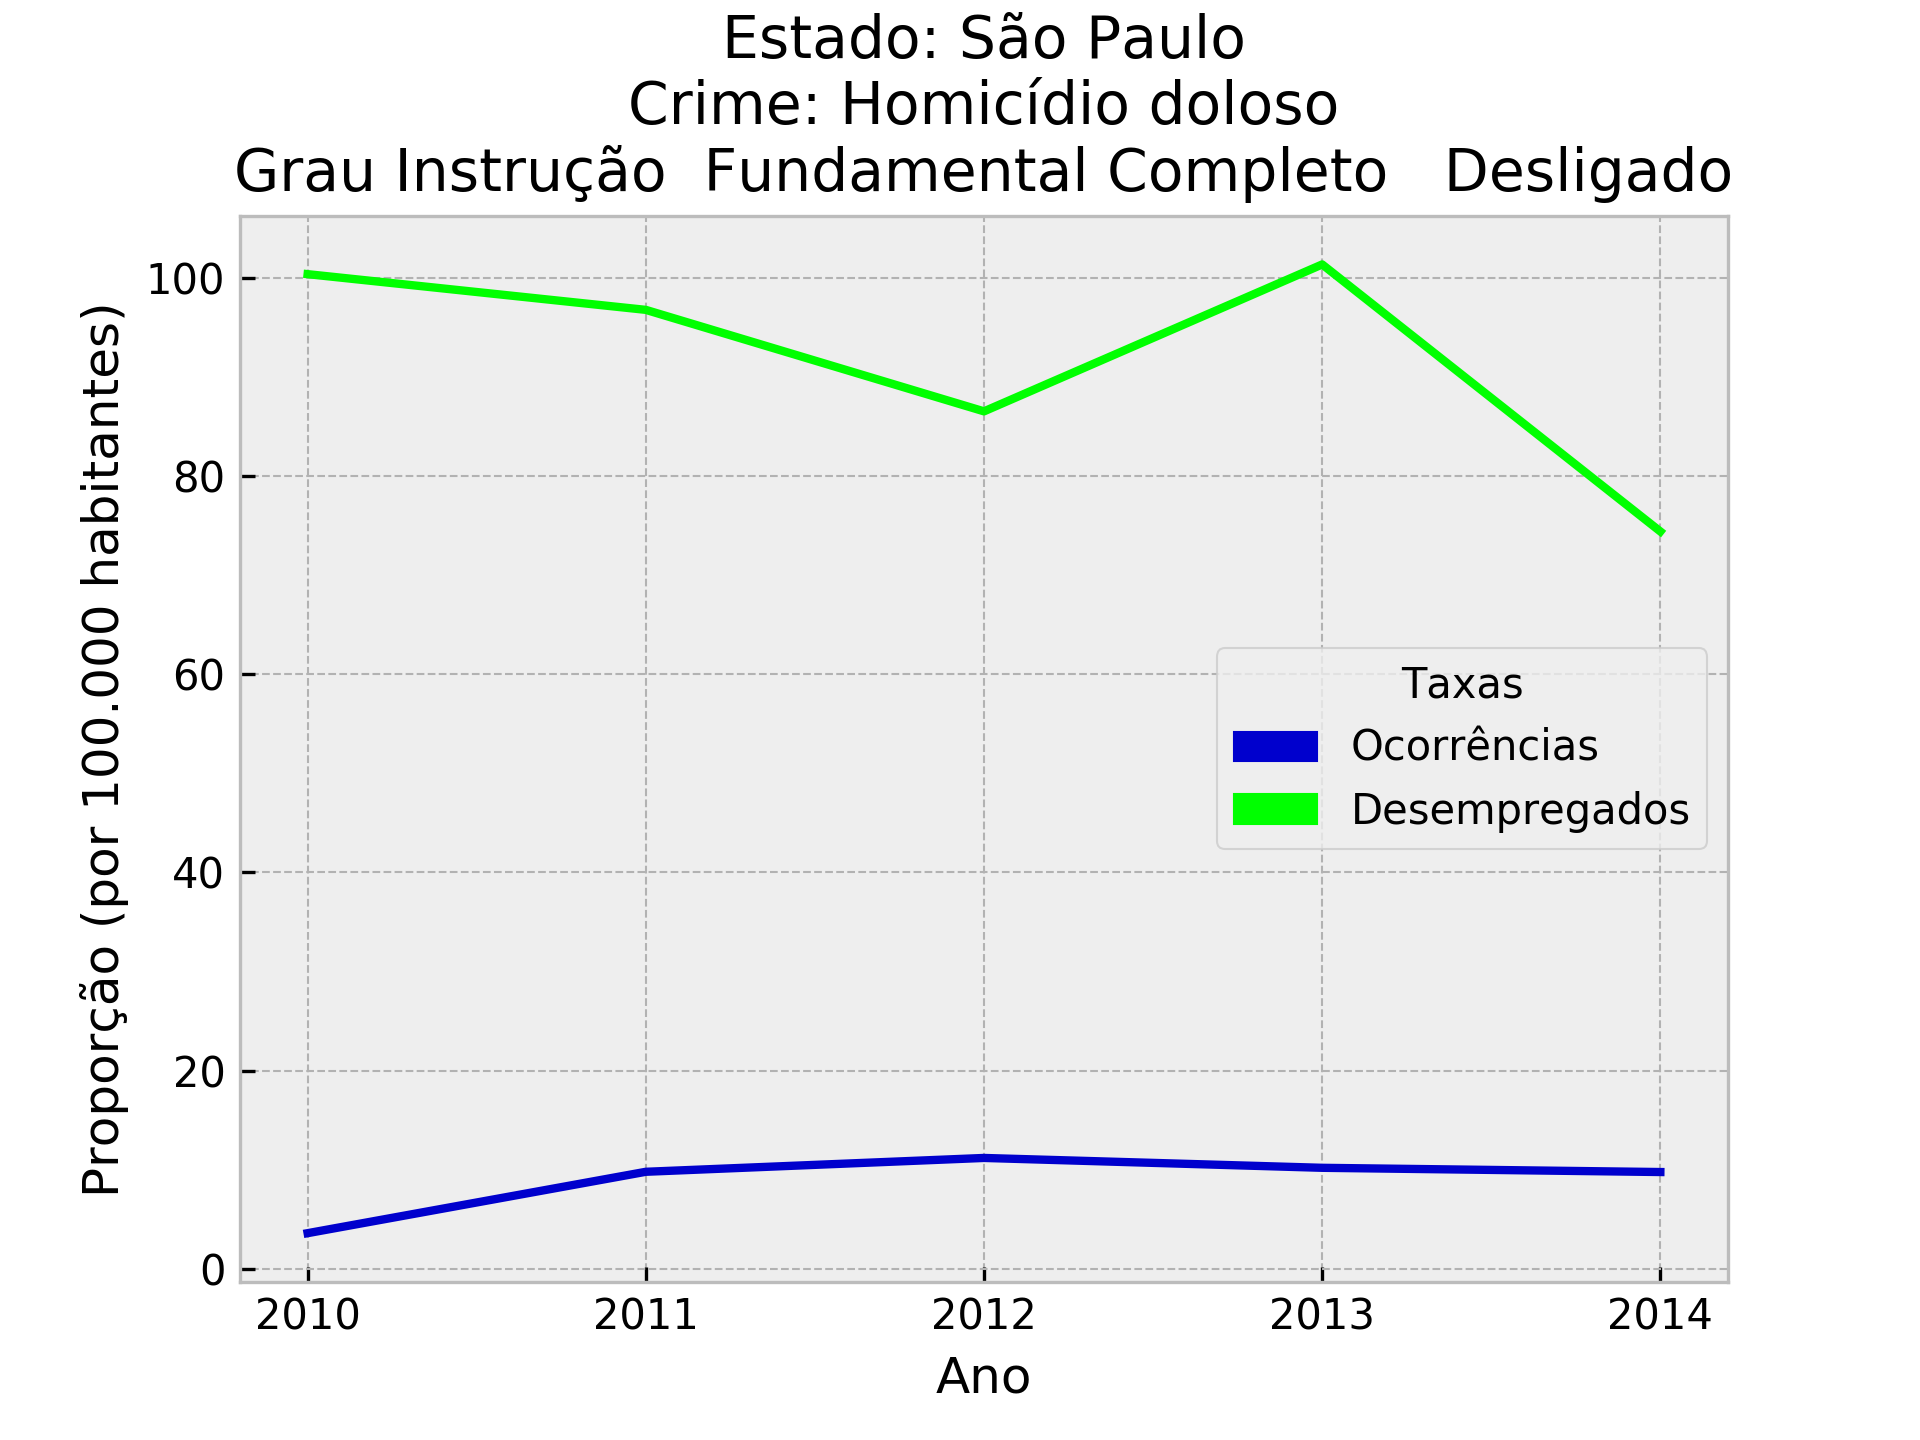 Estado: São Paulo
Crime: Homicídio doloso
Grau Instrução  Fundamental Completo   Desligado
Proporção (por 100.000 habitantes)
100
80
60
40
20
0
Taxas
Ocorrências
Desempregados
2010 2011 2012 2013 2014
Ano